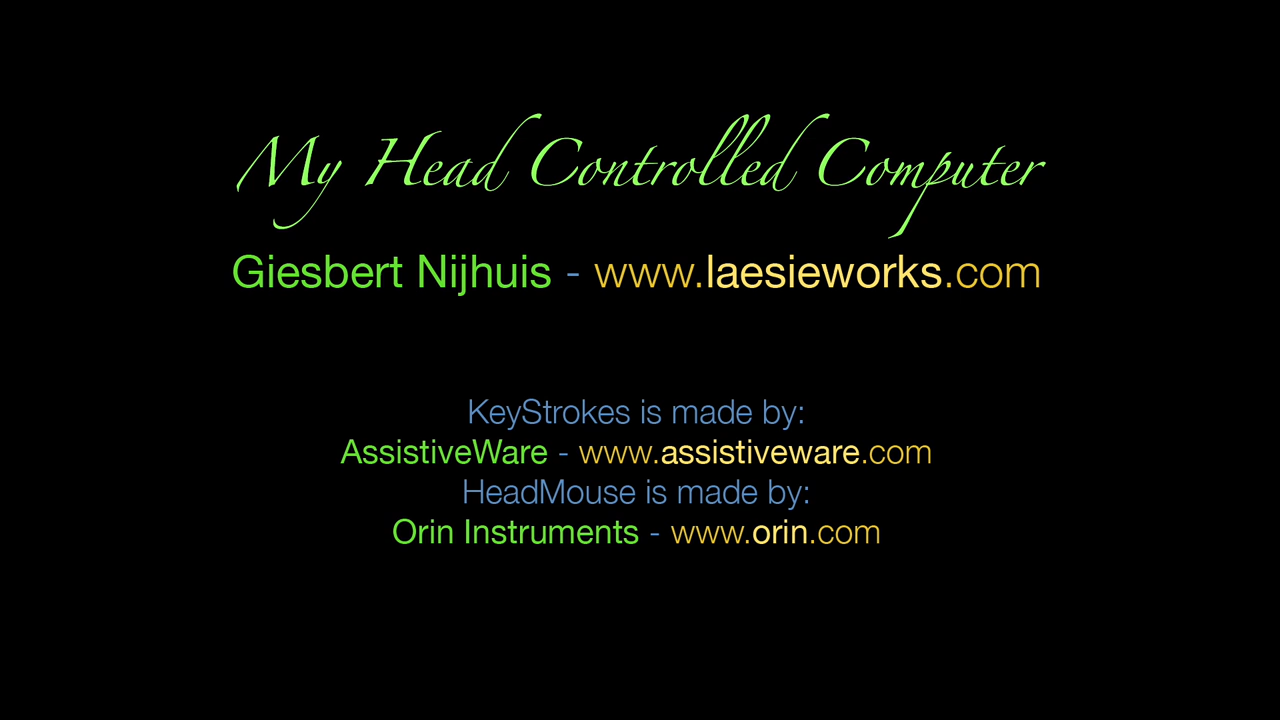 My Head Controlled Computer
Giesbert Nijhuis - www.laesieworks.com
KeyStrokes is made by:
AssistiveWare - www.assistiveware.com
HeadMouse is made by:
Orin Instruments - www.orin.com